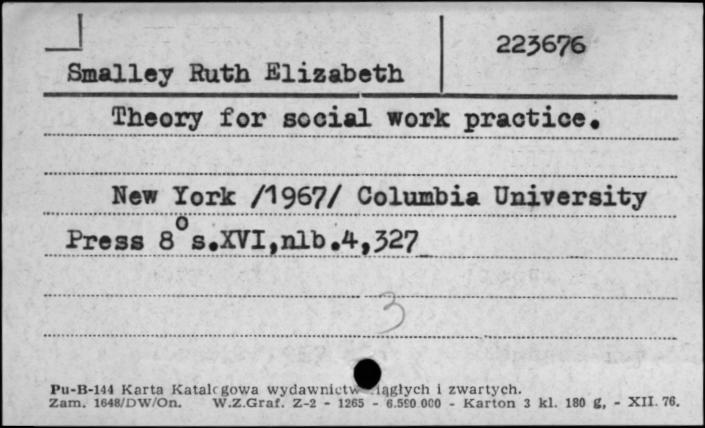 223676
Smalley Ruth Elizabeth
Theory for social work practice.
New York /1967/ Columbia University
Press 8° s.XVI,nlb.4,327
3
Pu-B-144 Karta Katalogowa wydawnictw iągłych i zwartych.
Zam. 1648/DW/On. W.Z.Graf. Z-2 - 1265 - 6.590 000 - Karton 3 kl. 180 g, - XII. 76.